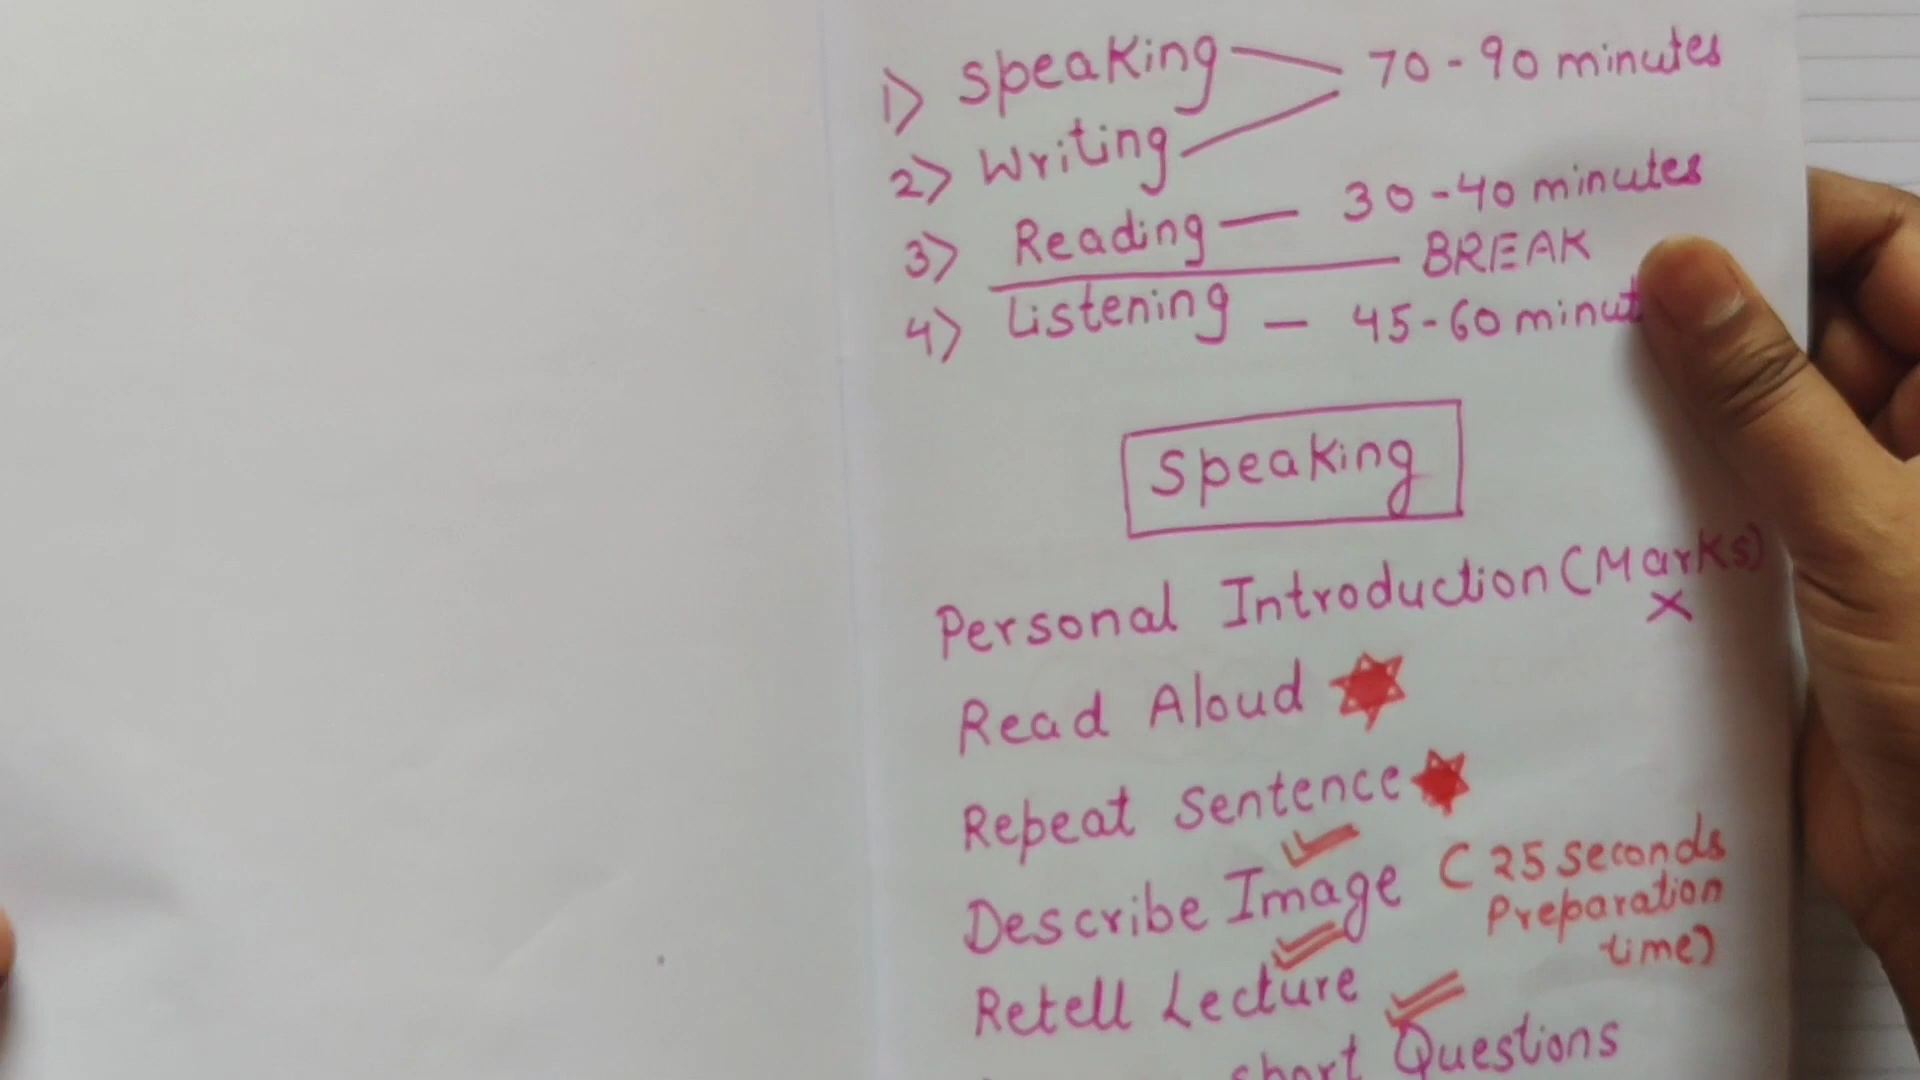 1) Speaking 70-90 minutes
2) Writing
3) Reading — 30-40 minutes
BREAK
4) Listening — 45-60 minut
Speaking
Personal Introduction (Marks)
X
Read Aloud
Repeat Sentence
Describe Image (25 seconds
Preparation
time)
Retell Lecture
short Questions